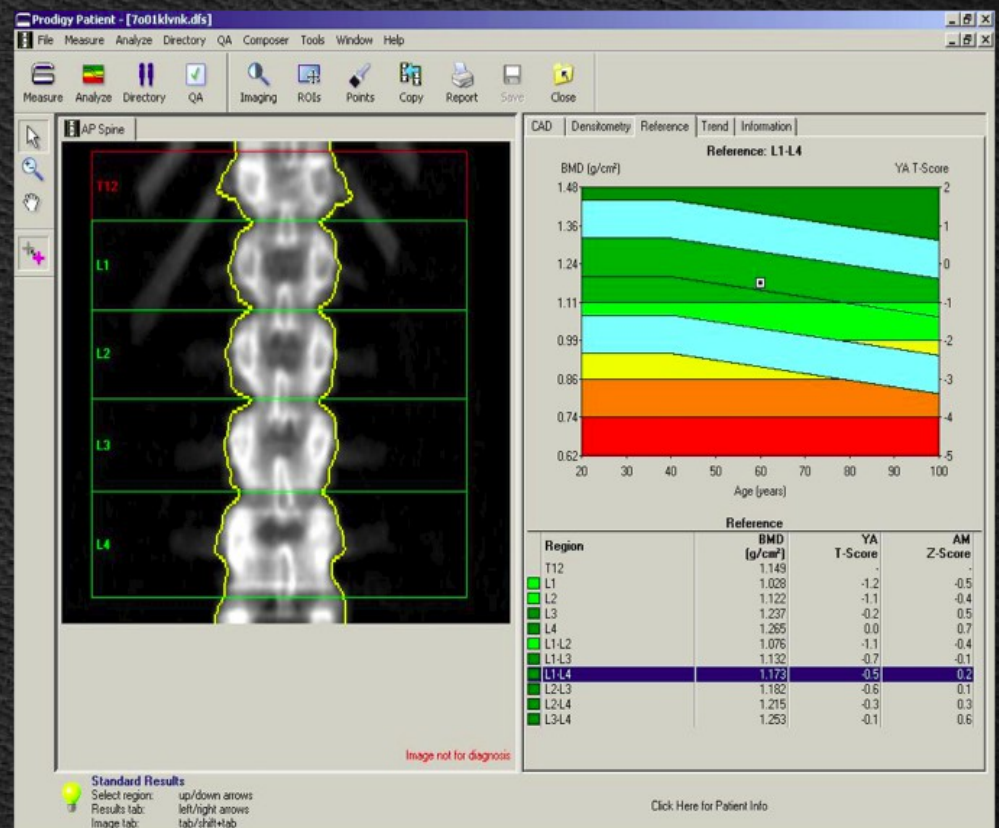 Prodigy Patient - [7o01klvnk.dfs]
File Measure Analyze Directory QA Composer Tools Window Help
Measure Analyze Directory QA Imaging ROIs Points Copy Report Save Close
AP Spine
T12
L1
L2
L3
L4
Image not for diagnosis
CAD Densitometry Reference Trend Information
Reference: L1-L4
BMD (g/cm²) YA T-Score
1.48 2
1.36 1
1.24 0
1.11 -1
0.99 -2
0.86 -3
0.74 -4
0.62 -5
20 30 40 50 60 70 80 90 100
Age (years)
Reference
Region BMD (g/cm²) YA T-Score AM Z-Score
T12 1.149 - -
L1 1.028 -1.2 -0.5
L2 1.122 -1.1 -0.4
L3 1.237 -0.2 0.5
L4 1.265 0.0 0.7
L1-L2 1.076 -1.1 -0.4
L1-L3 1.132 -0.7 -0.1
L1-L4 1.173 -0.5 0.2
L2-L3 1.182 -0.6 0.1
L2-L4 1.215 -0.3 0.3
L3-L4 1.253 -0.1 0.6
Standard Results
Select region: up/down arrows
Results tab: left/right arrows
Image tab: tab/shift+tab
Click Here for Patient Info